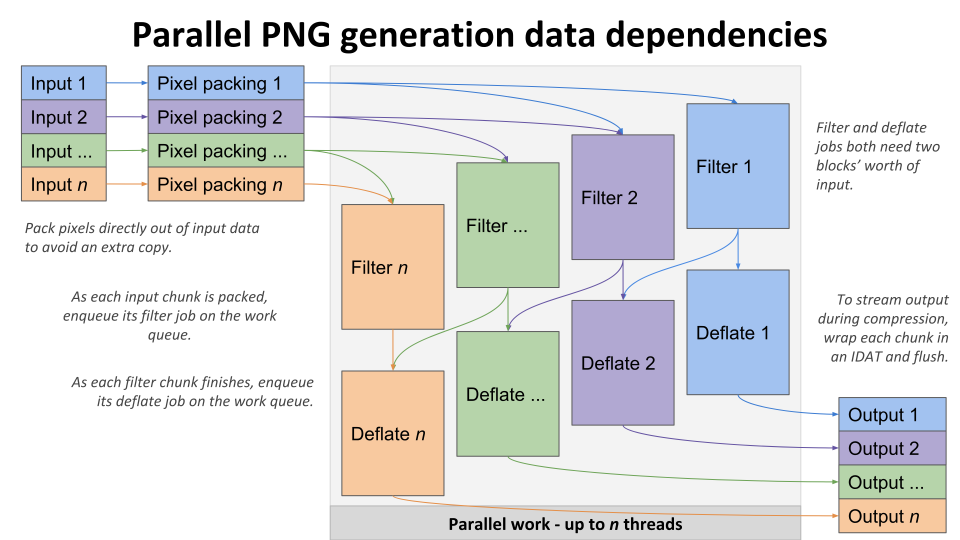 Parallel PNG generation data dependencies
Input 1
Input 2
Input ...
Input n
Pixel packing 1
Pixel packing 2
Pixel packing ...
Pixel packing n
Pack pixels directly out of input data
to avoid an extra copy.
As each input chunk is packed,
enqueue its filter job on the work
queue.
As each filter chunk finishes, enqueue
its deflate job on the work queue.
Filter n
Filter ...
Filter 2
Filter 1
Deflate n
Deflate ...
Deflate 2
Deflate 1
Parallel work - up to n threads
Filter and deflate
jobs both need two
blocks’ worth of
input.
To stream output
during compression,
wrap each chunk in
an IDAT and flush.
Output 1
Output 2
Output ...
Output n